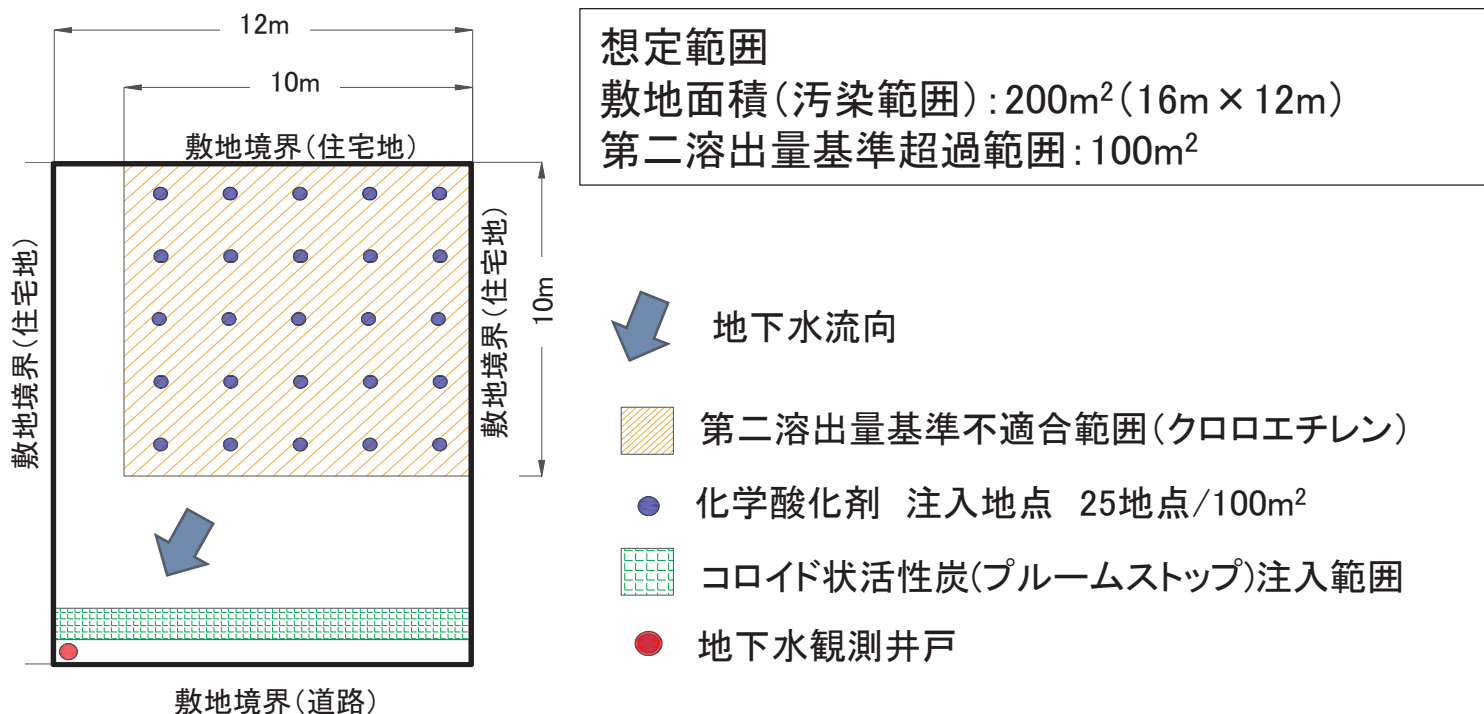 12m
10m
敷地境界(住宅地)
敷地境界(住宅地)
敷地境界(住宅地)
10m
敷地境界(道路)
想定範囲
敷地面積(汚染範囲):200m²(16m×12m)
第二溶出量基準超過範囲:100m²
地下水流向
第二溶出量基準不適合範囲(クロロエチレン)
化学酸化剤 注入地点 25地点/100m²
コロイド状活性炭(プルームストップ)注入範囲
地下水観測井戸